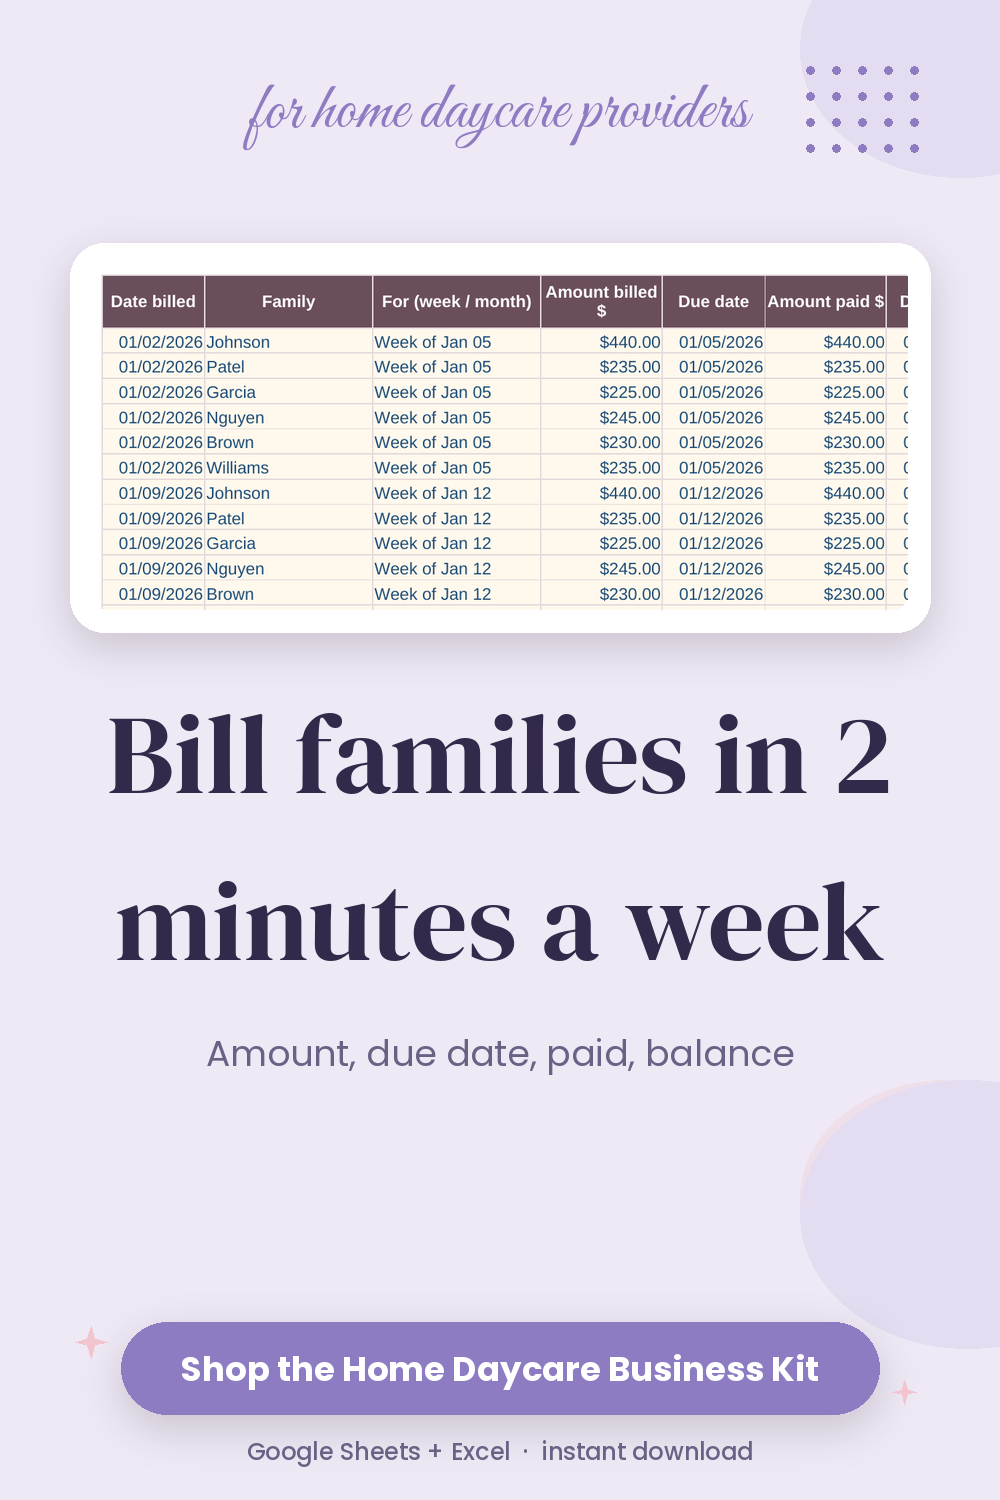 for home daycare providers
Date billed Family For (week / month) Amount billed $ Due date Amount paid $ D
01/02/2026 Johnson Week of Jan 05 $440.00 01/05/2026 $440.00
01/02/2026 Patel Week of Jan 05 $235.00 01/05/2026 $235.00
01/02/2026 Garcia Week of Jan 05 $225.00 01/05/2026 $225.00
01/02/2026 Nguyen Week of Jan 05 $245.00 01/05/2026 $245.00
01/02/2026 Brown Week of Jan 05 $230.00 01/05/2026 $230.00
01/02/2026 Williams Week of Jan 05 $235.00 01/05/2026 $235.00
01/09/2026 Johnson Week of Jan 12 $440.00 01/12/2026 $440.00
01/09/2026 Patel Week of Jan 12 $235.00 01/12/2026 $235.00
01/09/2026 Garcia Week of Jan 12 $225.00 01/12/2026 $225.00
01/09/2026 Nguyen Week of Jan 12 $245.00 01/12/2026 $245.00
01/09/2026 Brown Week of Jan 12 $230.00 01/12/2026 $230.00
Bill families in 2
minutes a week
Amount, due date, paid, balance
Shop the Home Daycare Business Kit
Google Sheets + Excel · instant download